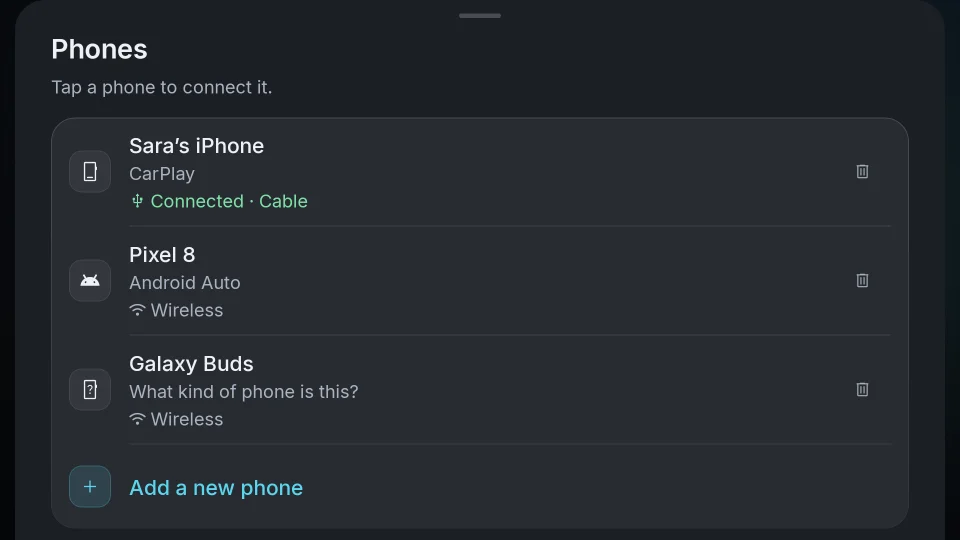 Phones
Tap a phone to connect it.
Sara’s iPhone
CarPlay
Connected · Cable
Pixel 8
Android Auto
Wireless
Galaxy Buds
What kind of phone is this?
Wireless
Add a new phone